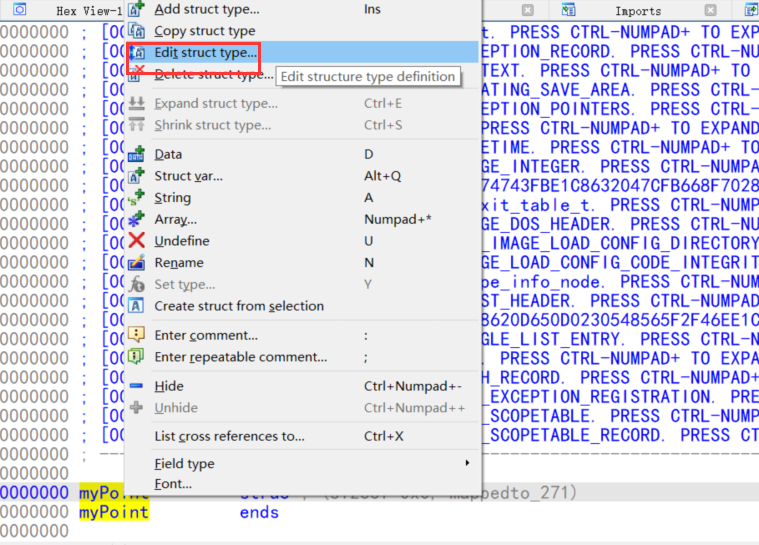 Hex View-1
Imports
Add struct type... Ins
Copy struct type
Edit struct type...
Delete struct type...
Edit structure type definition
Expand struct type... Ctrl+E
Shrink struct type... Ctrl+S
Data D
Struct var... Alt+Q
String A
Array... Numpad+*
Undefine U
Rename N
Set type... Y
Create struct from selection
Enter comment... :
Enter repeatable comment... ;
Hide Ctrl+Numpad+-
Unhide Ctrl+Numpad++
List cross references to... Ctrl+X
Field type
Font...
0000000 ; [00 t. PRESS CTRL-NUMPAD+ TO EXP
0000000 ; [00 EPTION_RECORD. PRESS CTRL-NUM
0000000 ; [00 TEXT. PRESS CTRL-NUMPAD+ TO
0000000 ; [00 ATING_SAVE_AREA. PRESS CTRL-N
0000000 ; [00 EPTION_POINTERS. PRESS CTRL-N
0000000 ; [00 PRESS CTRL-NUMPAD+ TO EXPAND
0000000 ; [00 ETIME. PRESS CTRL-NUMPAD+ TO
0000000 ; [00 GE_INTEGER. PRESS CTRL-NUMPA
0000000 ; [00 74743FBE1C8632047CFB668F7028
0000000 ; [00 xit_table_t. PRESS CTRL-NUMPA
0000000 ; [00 GE_DOS_HEADER. PRESS CTRL-NU
0000000 ; [00 _IMAGE_LOAD_CONFIG_DIRECTORY
0000000 ; [00 GE_LOAD_CONFIG_CODE_INTEGRIT
0000000 ; [00 pe_info_node. PRESS CTRL-NUM
0000000 ; [00 ST_HEADER. PRESS CTRL-NUMPAD
0000000 ; [00 8620D650D0230548565F2F46EE1C
0000000 ; [00 GLE_LIST_ENTRY. PRESS CTRL-N
0000000 ; [00 . PRESS CTRL-NUMPAD+ TO EXPA
0000000 ; [00 H_RECORD. PRESS CTRL-NUMPAD+
0000000 ; [00 _EXCEPTION_REGISTRATION. PRE
0000000 ; [00 _SCOPETABLE. PRESS CTRL-NUMP
0000000 ; [00 _SCOPETABLE_RECORD. PRESS CT
0000000 ;
0000000
0000000 myPoint struc ; mappedto_271)
0000000 myPoint ends
0000000